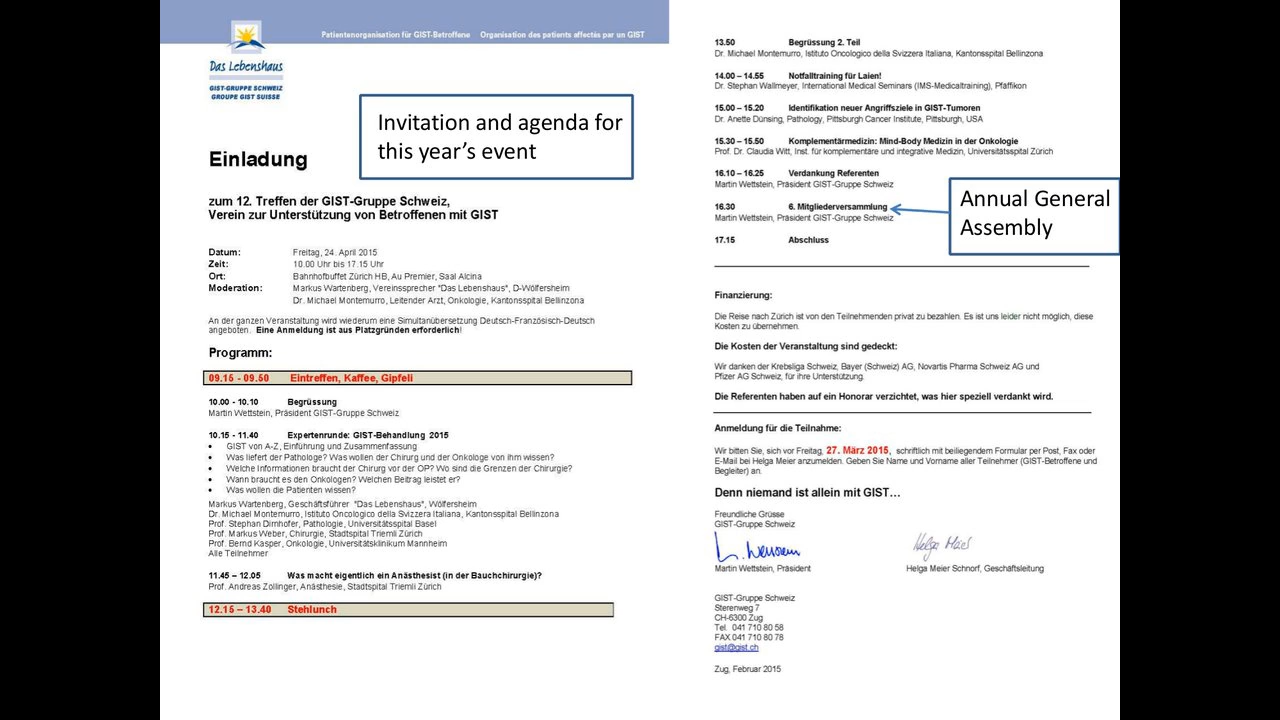 Patientenorganisation für GIST-Betroffene Organisation des patients affectés par un GIST
Das Lebenshaus
GIST-GRUPPE SCHWEIZ
GROUPE GIST SUISSE
Invitation and agenda for
this year's event
Einladung
zum 12. Treffen der GIST-Gruppe Schweiz,
Verein zur Unterstützung von Betroffenen mit GIST
Datum: Freitag, 24. April 2015
Zeit: 10.00 Uhr bis 17.15 Uhr
Ort: Bahnhofbuffet Zürich HB, Au Premier, Saal Alcina
Moderation: Markus Wartenberg, Vereinssprecher "Das Lebenshaus", D-Wölfersheim
Dr. Michael Montemurro, Leitender Arzt, Onkologie, Kantonsspital Bellinzona
An der ganzen Veranstaltung wird wiederum eine Simultanübersetzung Deutsch-Französisch-Deutsch
angeboten. Eine Anmeldung ist aus Platzgründen erforderlich!
Programm:
09.15 - 09.50 Eintreffen, Kaffee, Gipfeli
10.00 - 10.10 Begrüssung
Martin Wettstein, Präsident GIST-Gruppe Schweiz
10.15 - 11.40 Expertenrunde: GIST-Behandlung 2015
• GIST von A-Z, Einführung und Zusammenfassung
• Was liefert der Pathologe? Was wollen der Chirurg und der Onkologe von ihm wissen?
• Welche Informationen braucht der Chirurg vor der OP? Wo sind die Grenzen der Chirurgie?
• Wann braucht es den Onkologen? Welchen Beitrag leistet er?
• Was wollen die Patienten wissen?
Markus Wartenberg, Geschäftsführer "Das Lebenshaus", Wölfersheim
Dr. Michael Montemurro, Istituto Oncologico della Svizzera Italiana, Kantonsspital Bellinzona
Prof. Stephan Dirnhofer, Pathologie, Universitätsspital Basel
Prof. Markus Weber, Chirurgie, Stadtspital Triemli Zürich
Prof. Bernd Kasper, Onkologie, Universitätsklinikum Mannheim
Alle Teilnehmer
11.45 – 12.05 Was macht eigentlich ein Anästhesist (in der Bauchchirurgie)?
Prof. Andreas Zollinger, Anästhesie, Stadtspital Triemli Zürich
12.15 – 13.40 Stehlunch
13.50 Begrüssung 2. Teil
Dr. Michael Montemurro, Istituto Oncologico della Svizzera Italiana, Kantonsspital Bellinzona
14.00 – 14.55 Notfalltraining für Laien!
Dr. Stephan Wallmeyer, International Medical Seminars (IMS-Medicaltraining), Pfäffikon
15.00 – 15.20 Identifikation neuer Angriffsziele in GIST-Tumoren
Dr. Anette Dünsing, Pathology, Pittsburgh Cancer Institute, Pittsburgh, USA
15.30 – 15.50 Komplementärmedizin: Mind-Body Medizin in der Onkologie
Prof. Dr. Claudia Witt, Inst. für komplementäre und integrative Medizin, Universitätsspital Zürich
16.10 – 16.25 Verdankung Referenten
Martin Wettstein, Präsident GIST-Gruppe Schweiz
16.30 6. Mitgliederversammlung
Martin Wettstein, Präsident GIST-Gruppe Schweiz
Annual General
Assembly
17.15 Abschluss
Finanzierung:
Die Reise nach Zürich ist von den Teilnehmenden privat zu bezahlen. Es ist uns leider nicht möglich, diese
Kosten zu übernehmen.
Die Kosten der Veranstaltung sind gedeckt:
Wir danken der Krebsliga Schweiz, Bayer (Schweiz) AG, Novartis Pharma Schweiz AG und
Pfizer AG Schweiz, für ihre Unterstützung.
Die Referenten haben auf ein Honorar verzichtet, was hier speziell verdankt wird.
Anmeldung für die Teilnahme:
Wir bitten Sie, sich vor Freitag, 27. März 2015, schriftlich mit beiliegendem Formular per Post, Fax oder
E-Mail bei Helga Meier anzumelden. Geben Sie Name und Vorname aller Teilnehmer (GIST-Betroffene und
Begleiter) an.
Denn niemand ist allein mit GIST…
Freundliche Grüsse
GIST-Gruppe Schweiz
Martin Wettstein, Präsident Helga Meier Schnorf, Geschäftsleitung
GIST-Gruppe Schweiz
Sterenweg 7
CH-6300 Zug
Tel. 041 710 80 58
FAX 041 710 80 78
gist@gist.ch
Zug, Februar 2015